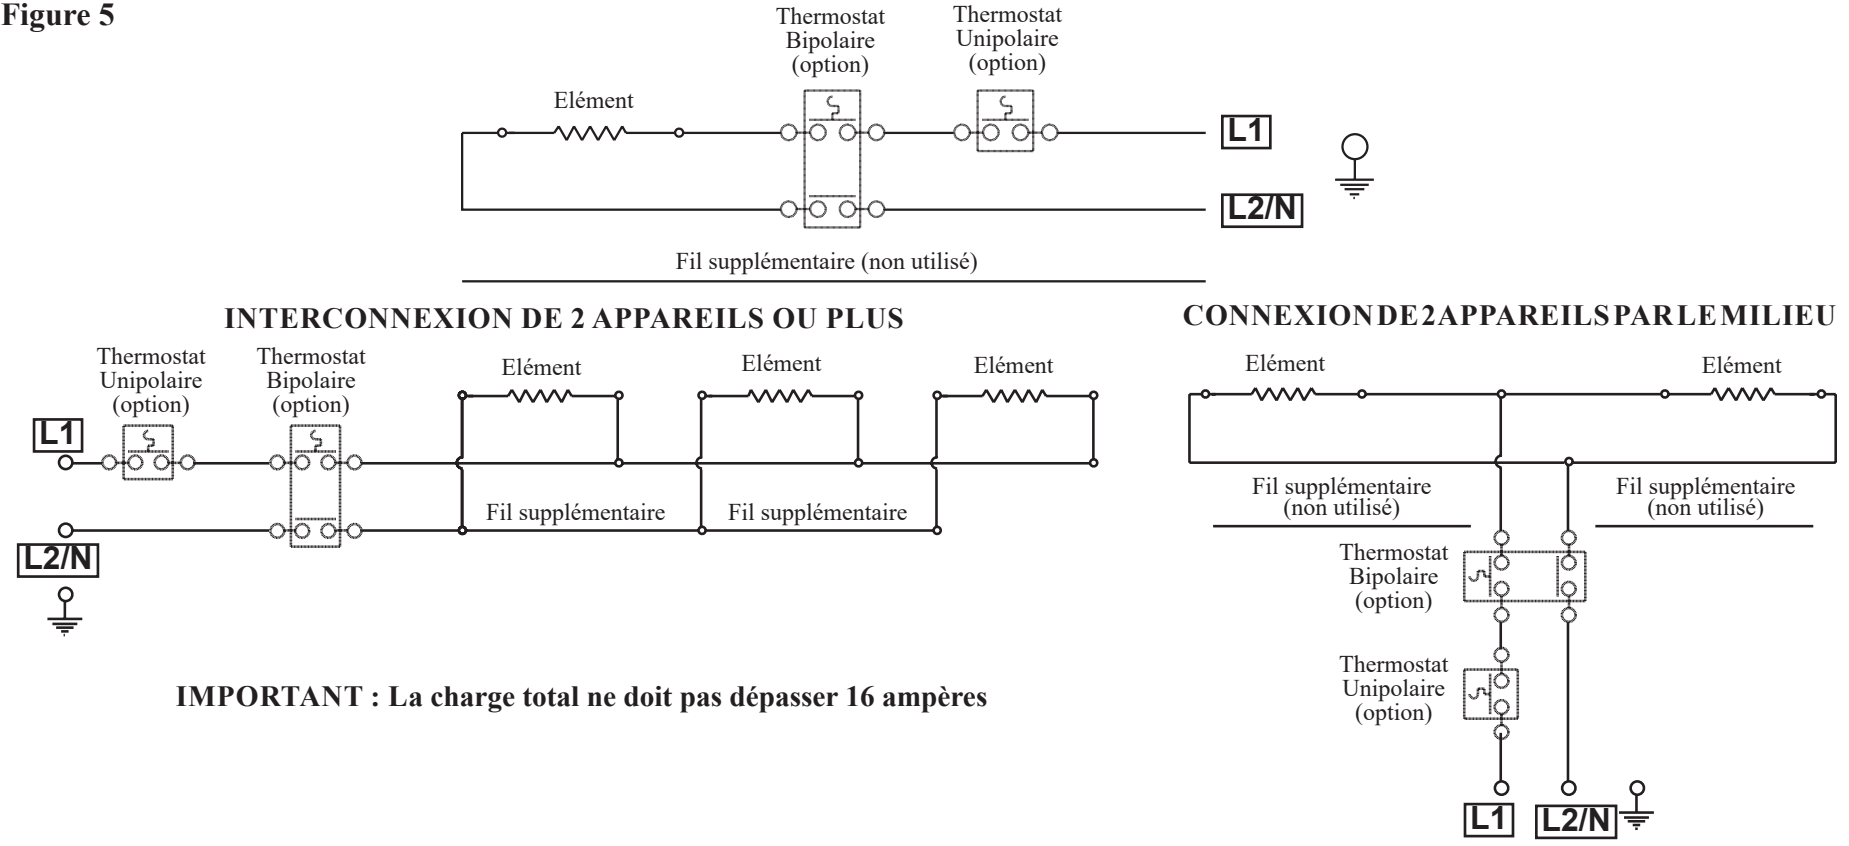 Figure 5
Thermostat
Bipolaire
(option)
Thermostat
Unipolaire
(option)
Elément
L1
L2/N
Fil supplémentaire (non utilisé)
INTERCONNEXION DE 2 APPAREILS OU PLUS
Thermostat
Unipolaire
(option)
Thermostat
Bipolaire
(option)
Elément
Elément
Elément
L1
Fil supplémentaire
Fil supplémentaire
L2/N
IMPORTANT : La charge total ne doit pas dépasser 16 ampères
CONNEXION DE 2 APPAREILS PAR LE MILIEU
Elément
Elément
Fil supplémentaire
(non utilisé)
Fil supplémentaire
(non utilisé)
Thermostat
Bipolaire
(option)
Thermostat
Unipolaire
(option)
L1
L2/N